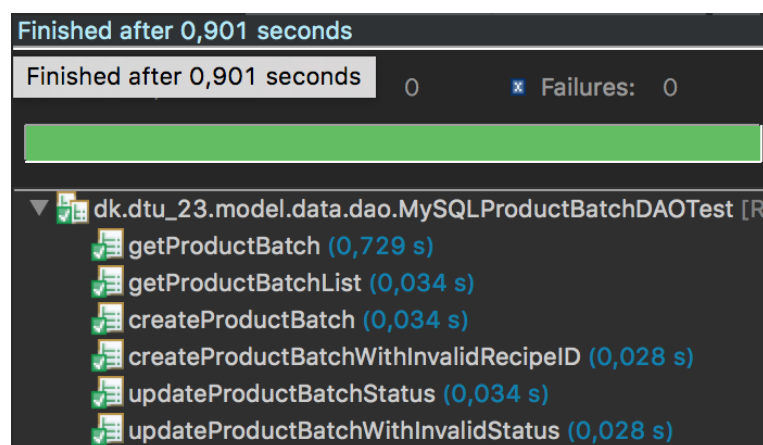 Finished after 0,901 seconds
Finished after 0,901 seconds
0 Failures: 0
dk.dtu_23.model.data.dao.MySQLProductBatchDAOTest [R
getProductBatch (0,729 s)
getProductBatchList (0,034 s)
createProductBatch (0,034 s)
createProductBatchWithInvalidRecipeID (0,028 s)
updateProductBatchStatus (0,034 s)
updateProductBatchWithInvalidStatus (0,028 s)